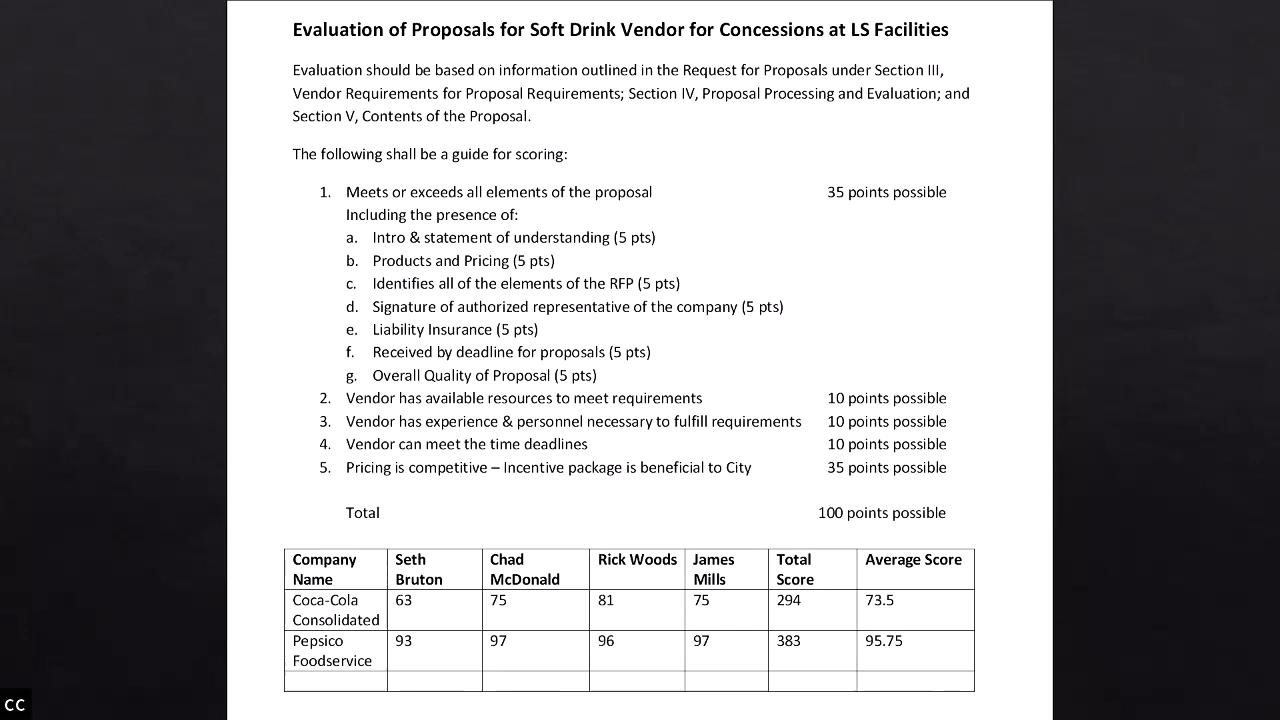 Evaluation of Proposals for Soft Drink Vendor for Concessions at LS Facilities
Evaluation should be based on information outlined in the Request for Proposals under Section III,
Vendor Requirements for Proposal Requirements; Section IV, Proposal Processing and Evaluation; and
Section V, Contents of the Proposal.
The following shall be a guide for scoring:
1. Meets or exceeds all elements of the proposal 35 points possible
Including the presence of:
a. Intro & statement of understanding (5 pts)
b. Products and Pricing (5 pts)
c. Identifies all of the elements of the RFP (5 pts)
d. Signature of authorized representative of the company (5 pts)
e. Liability Insurance (5 pts)
f. Received by deadline for proposals (5 pts)
g. Overall Quality of Proposal (5 pts)
2. Vendor has available resources to meet requirements 10 points possible
3. Vendor has experience & personnel necessary to fulfill requirements 10 points possible
4. Vendor can meet the time deadlines 10 points possible
5. Pricing is competitive – Incentive package is beneficial to City 35 points possible
Total 100 points possible
Company Seth Chad Rick Woods James Total Average Score
Name Bruton McDonald Mills Score
Coca-Cola 63 75 81 75 294 73.5
Consolidated
Pepsico 93 97 96 97 383 95.75
Foodservice
CC